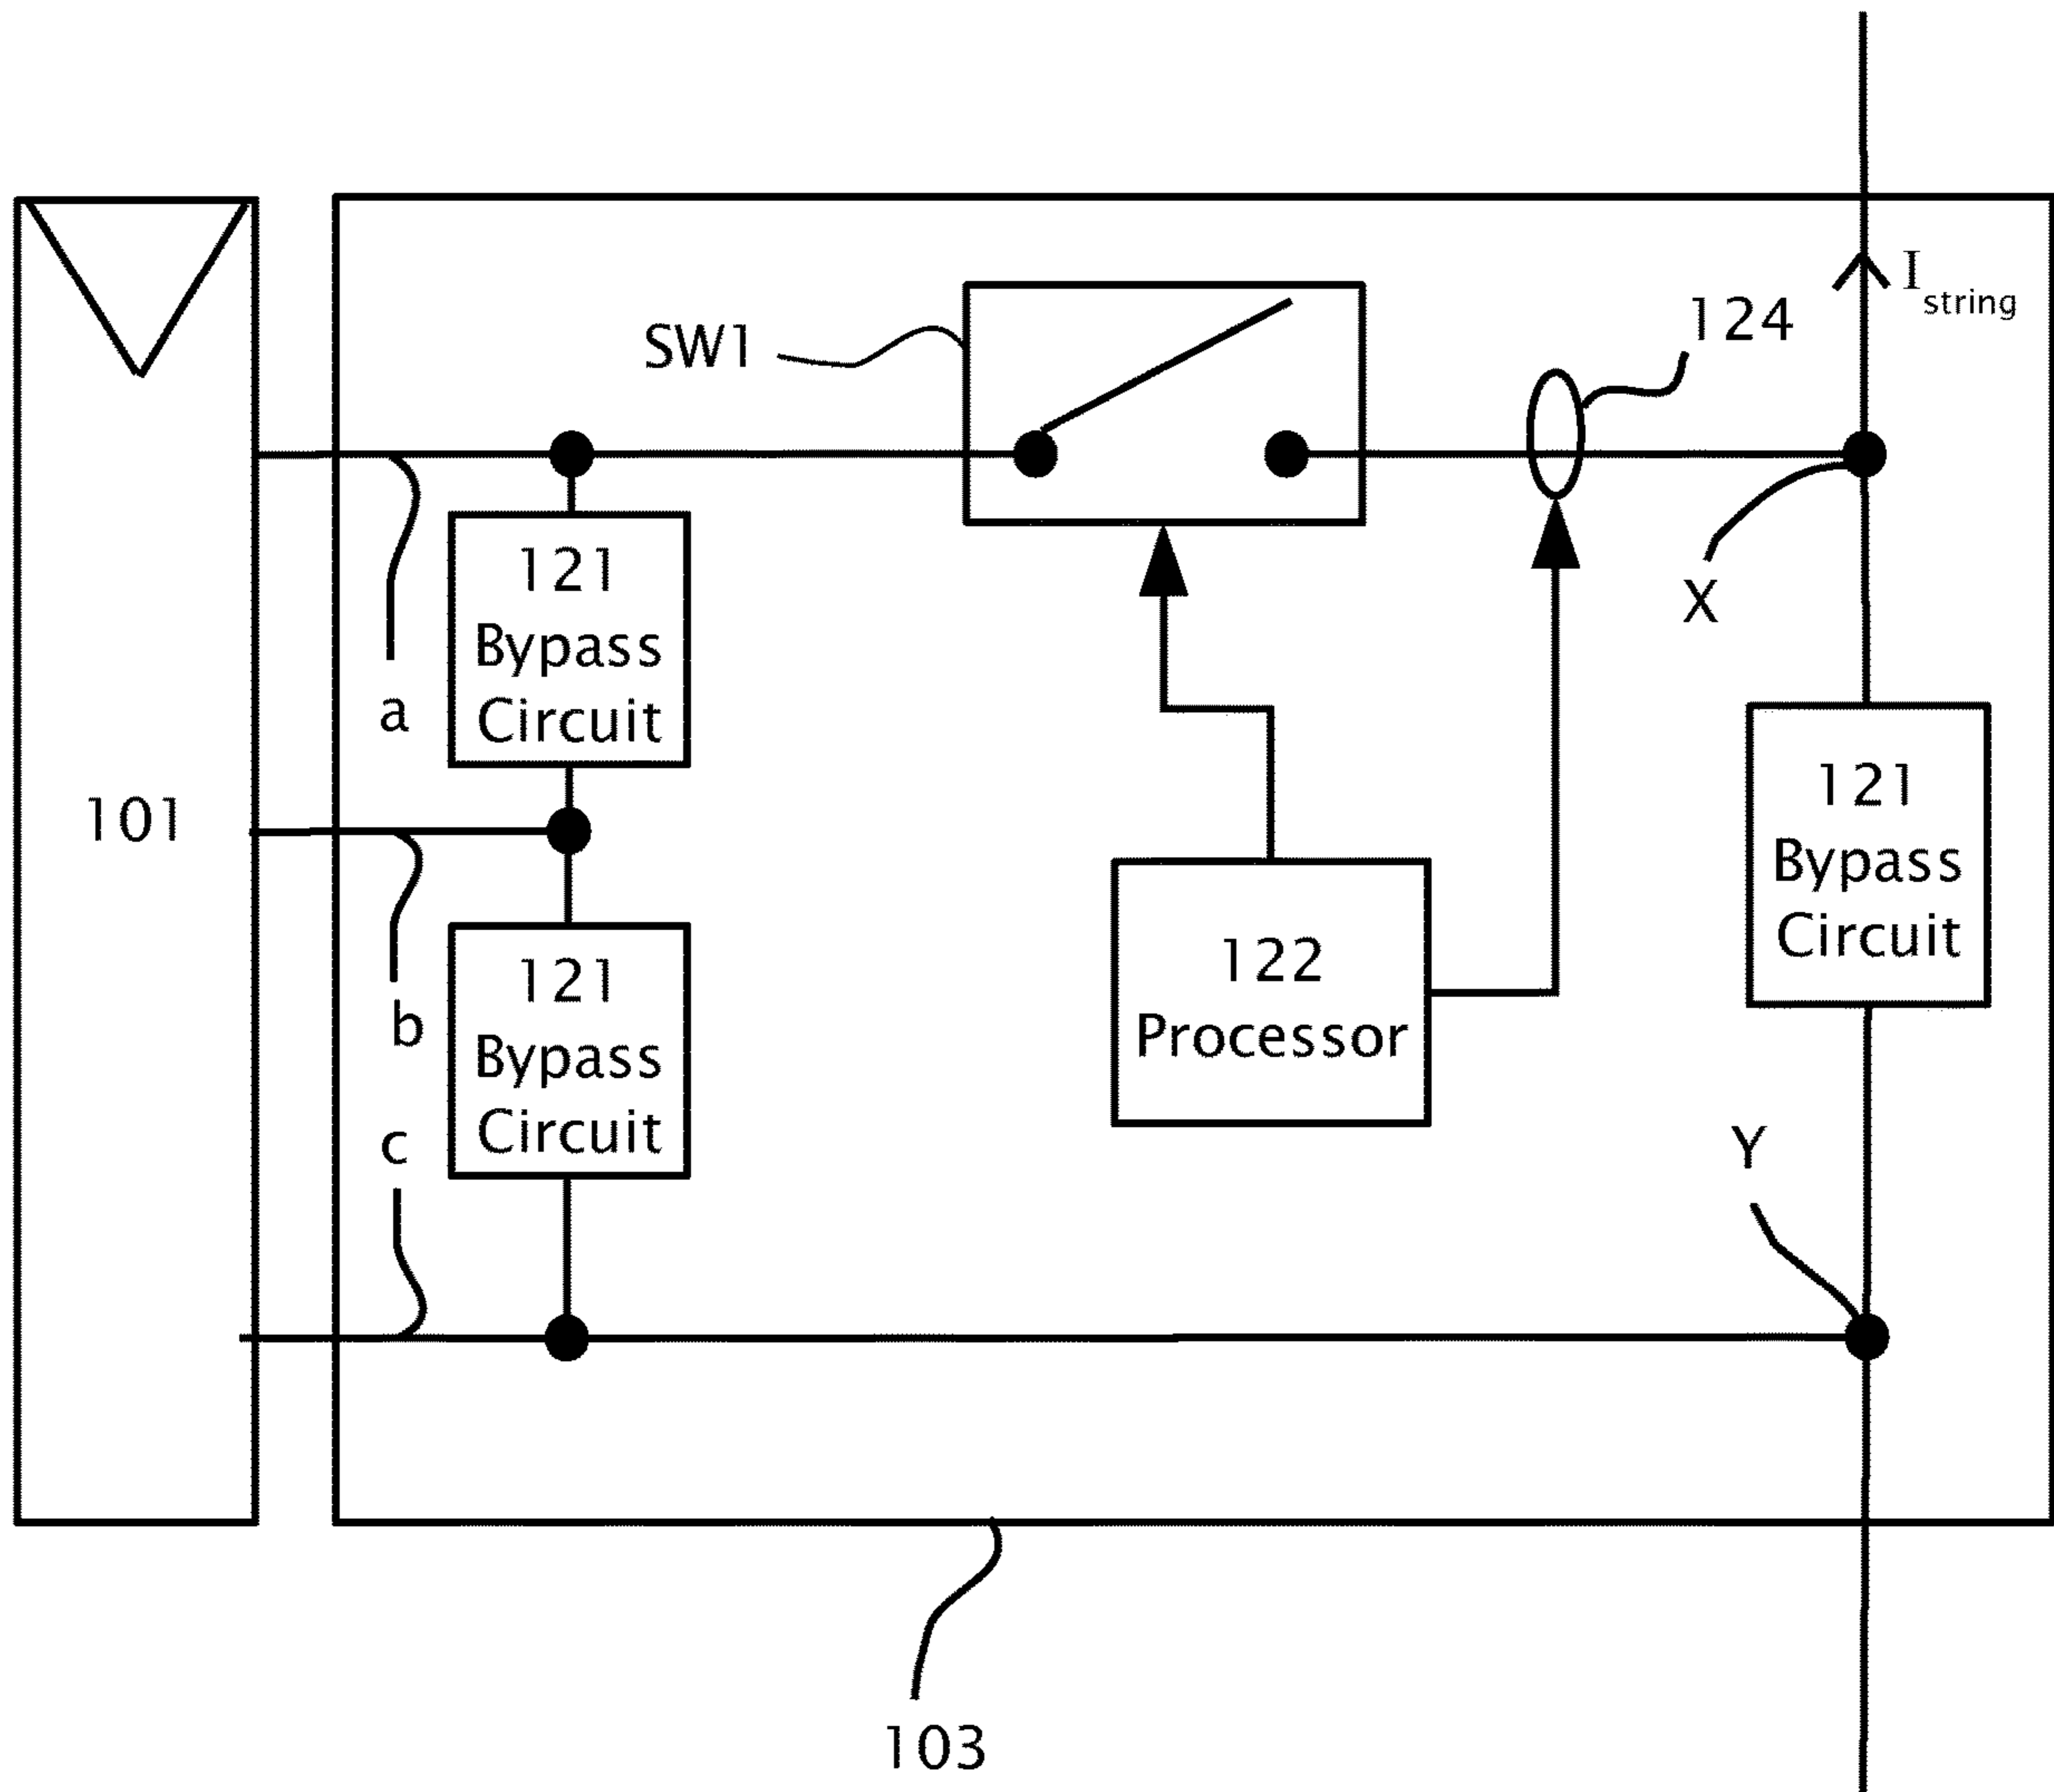 I
string
124
SW1
X
121
Bypass
Circuit
a
101
121
Bypass
Circuit
b
121
Bypass
Circuit
122
Processor
c
Y
103